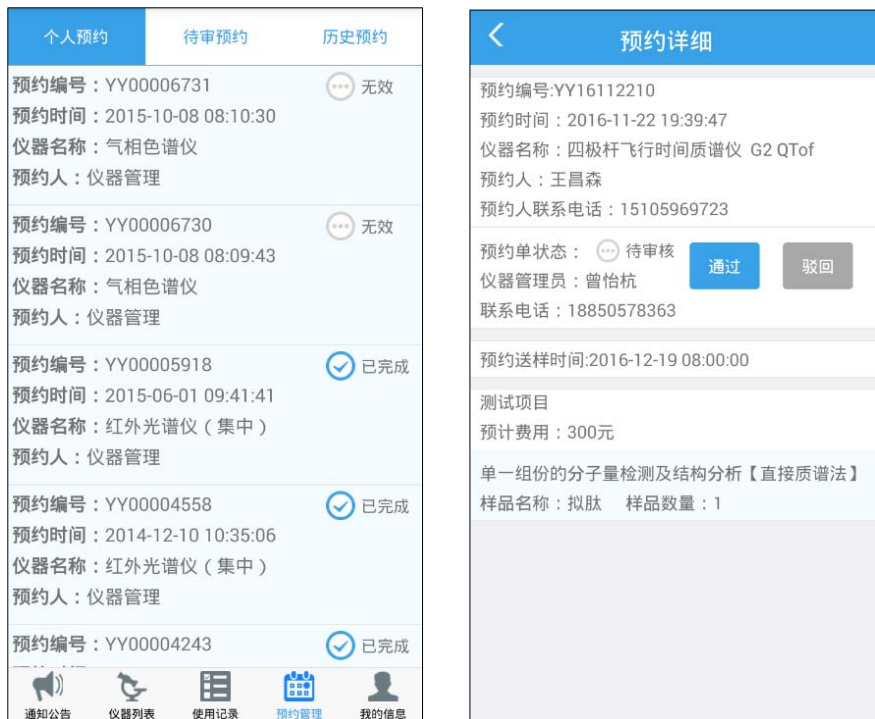 个人预约 待审预约 历史预约
预约编号：YY00006731 无效
预约时间：2015-10-08 08:10:30
仪器名称：气相色谱仪
预约人：仪器管理
预约编号：YY00006730 无效
预约时间：2015-10-08 08:09:43
仪器名称：气相色谱仪
预约人：仪器管理
预约编号：YY00005918 已完成
预约时间：2015-06-01 09:41:41
仪器名称：红外光谱仪（集中）
预约人：仪器管理
预约编号：YY00004558 已完成
预约时间：2014-12-10 10:35:06
仪器名称：红外光谱仪（集中）
预约人：仪器管理
预约编号：YY00004243 已完成
通知公告 仪器列表 使用记录 预约管理 我的信息
预约详细
预约编号:YY16112210
预约时间：2016-11-22 19:39:47
仪器名称：四极杆飞行时间质谱仪 G2 QTof
预约人：王昌森
预约人联系电话：15105969723
预约单状态： 待审核 通过 驳回
仪器管理员：曾怡杭
联系电话：18850578363
预约送样时间:2016-12-19 08:00:00
测试项目
预计费用：300元
单一组份的分子量检测及结构分析【直接质谱法】
样品名称：拟肽 样品数量：1